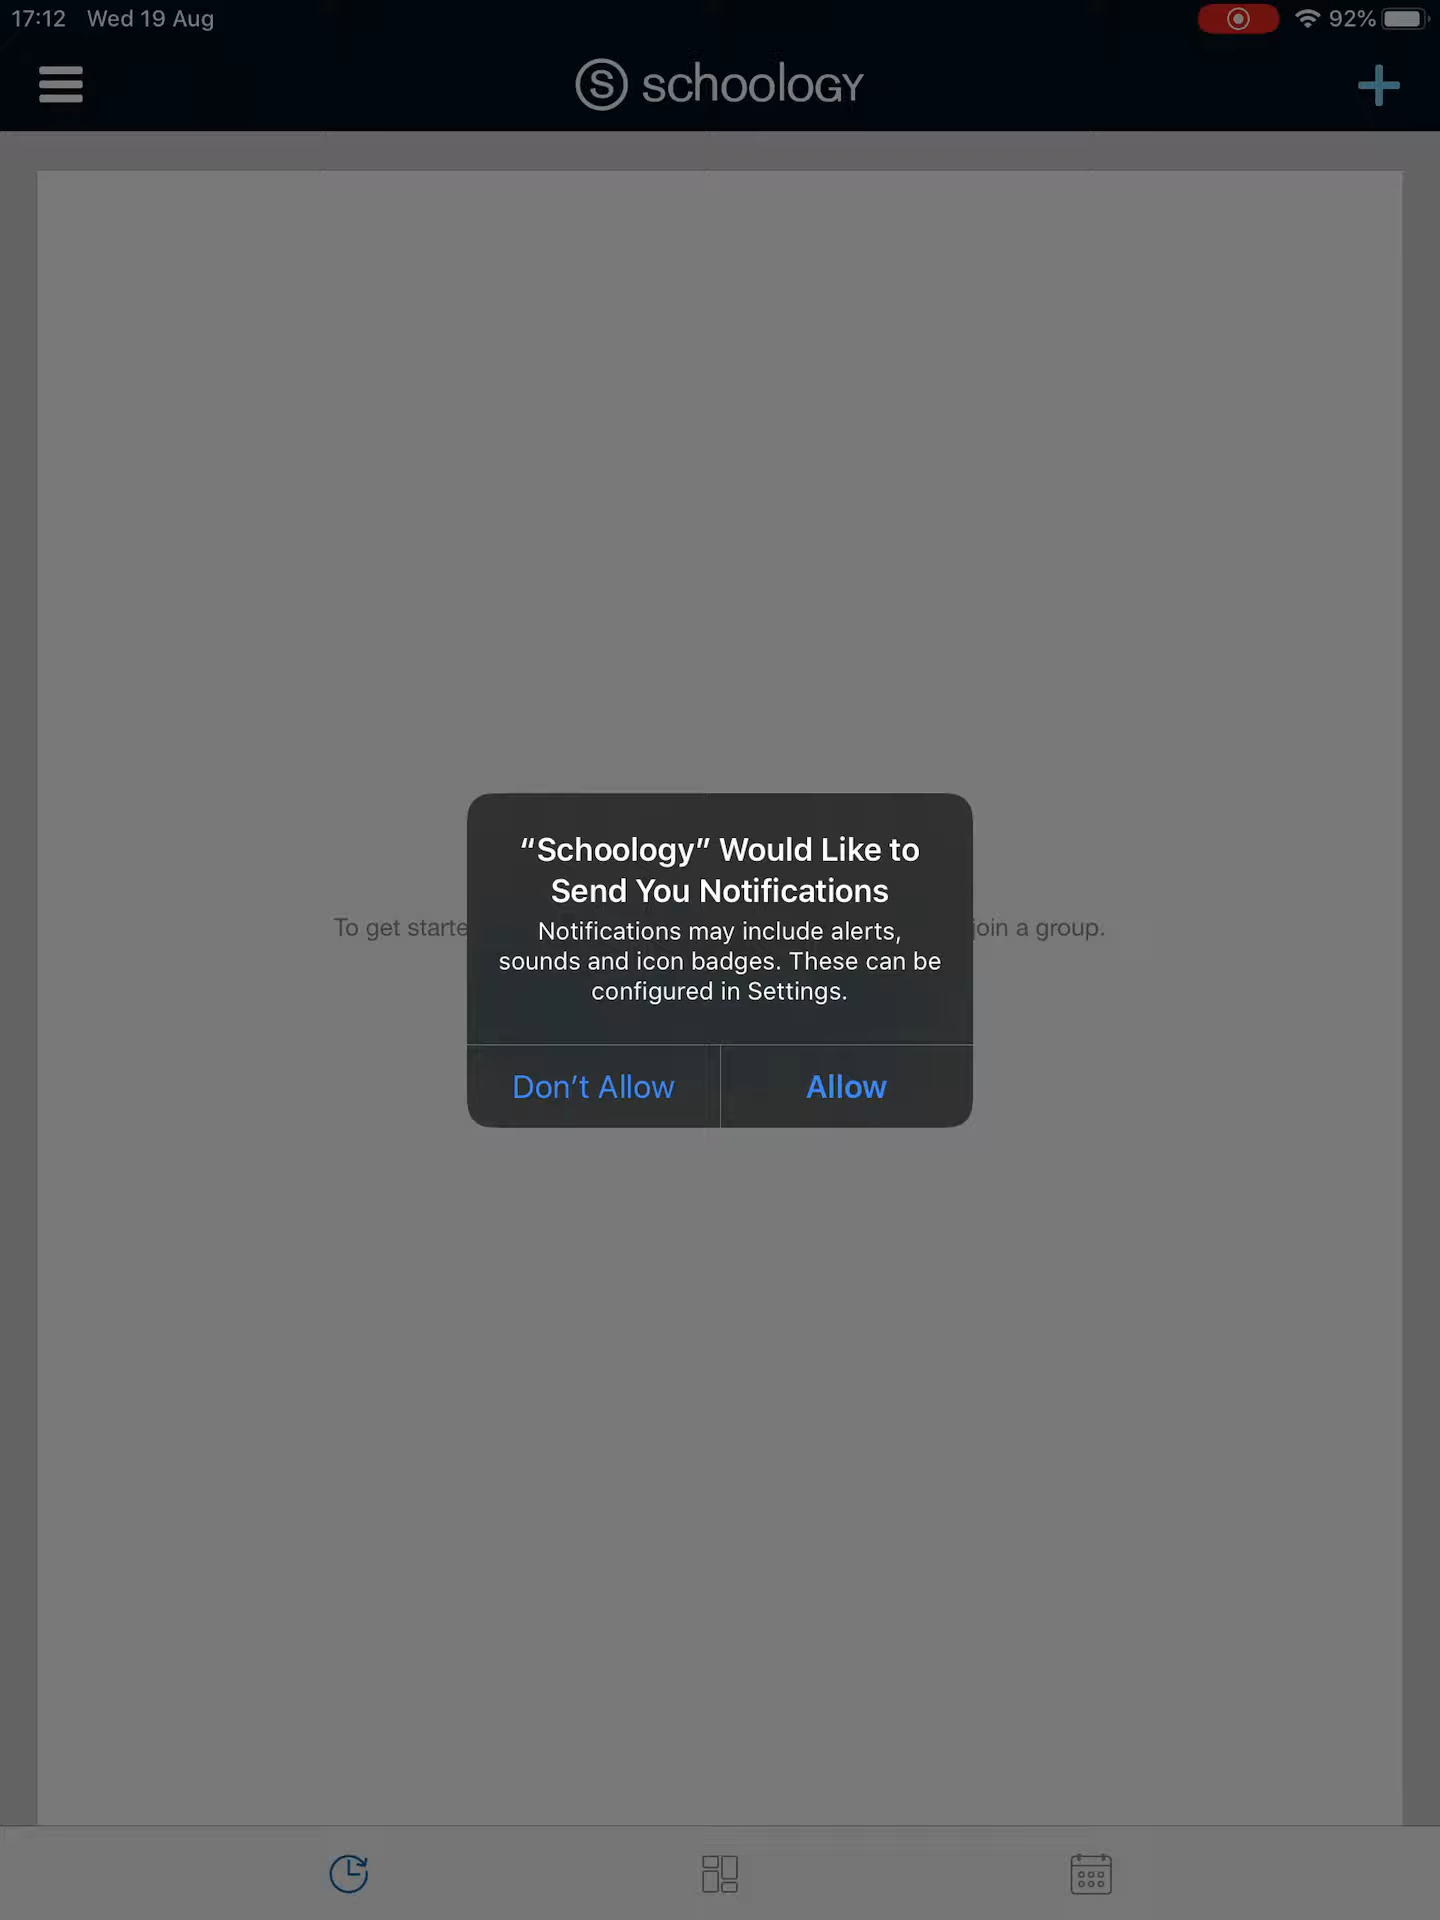 17:12 Wed 19 Aug
92%
S schoology
"Schoology" Would Like to
Send You Notifications
To get starte
Notifications may include alerts,
join a group.
sounds and icon badges. These can be
configured in Settings.
Don't Allow
Allow